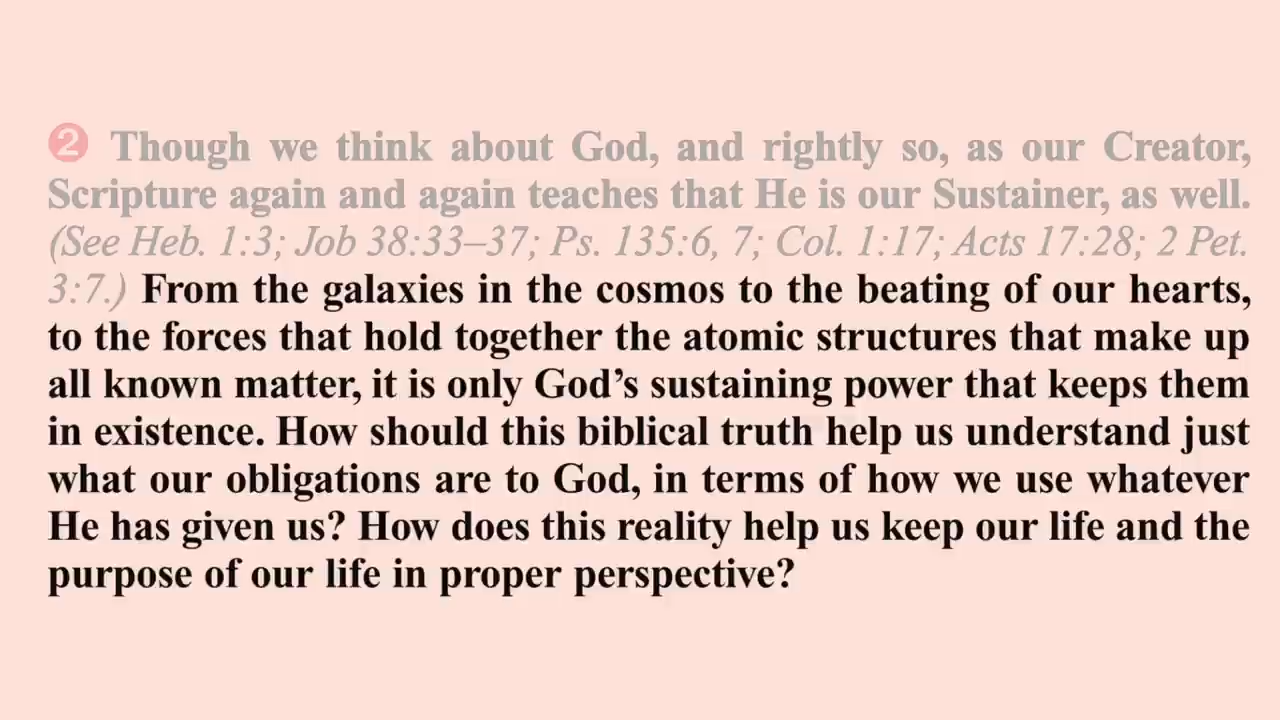 ❷ Though we think about God, and rightly so, as our Creator,
Scripture again and again teaches that He is our Sustainer, as well.
(See Heb. 1:3; Job 38:33–37; Ps. 135:6, 7; Col. 1:17; Acts 17:28; 2 Pet.
3:7.) From the galaxies in the cosmos to the beating of our hearts,
to the forces that hold together the atomic structures that make up
all known matter, it is only God’s sustaining power that keeps them
in existence. How should this biblical truth help us understand just
what our obligations are to God, in terms of how we use whatever
He has given us? How does this reality help us keep our life and the
purpose of our life in proper perspective?